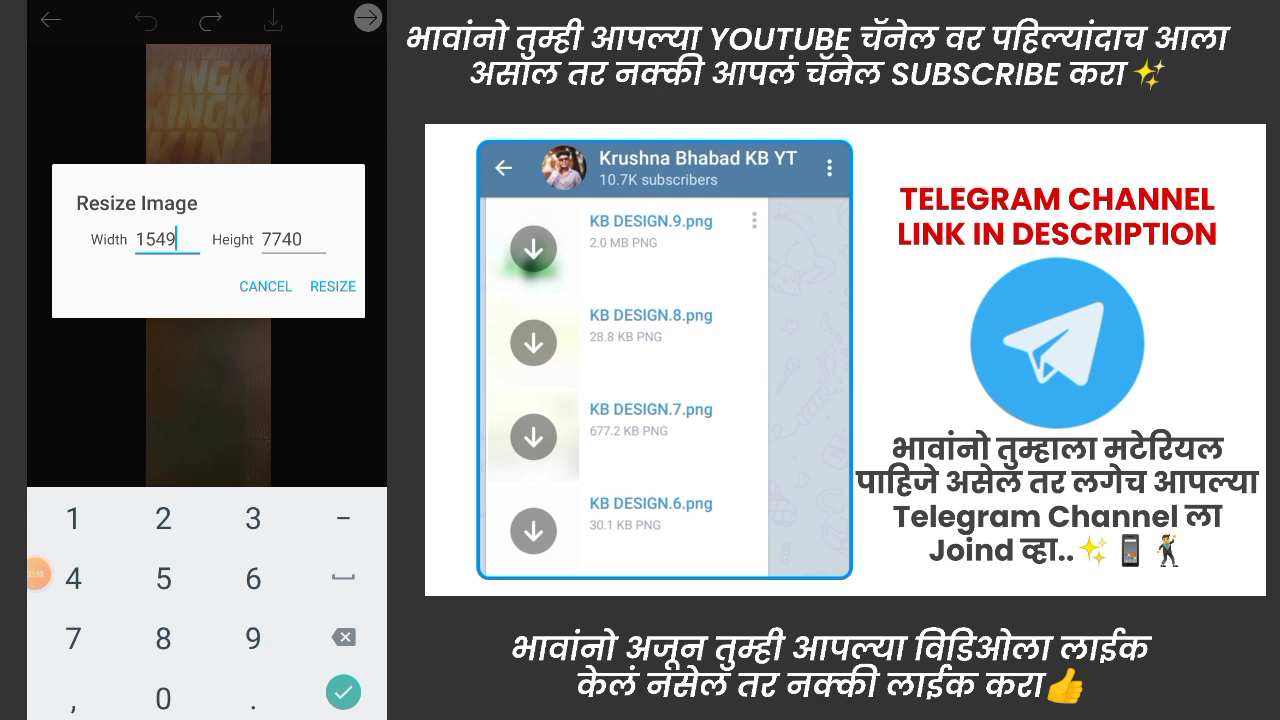 भावांनो तुम्ही आपल्या YOUTUBE चॅनेल वर पहिल्यांदाच आला
असाल तर नक्की आपलं चॅनेल SUBSCRIBE करा ✨
KINGKIN
KINGKIN
KING
Resize Image
Width 1549 Height 7740
CANCEL RESIZE
1 2 3 –
4 5 6
7 8 9
, 0 .
Krushna Bhabad KB YT
10.7K subscribers
KB DESIGN.9.png
2.0 MB PNG
KB DESIGN.8.png
28.8 KB PNG
KB DESIGN.7.png
677.2 KB PNG
KB DESIGN.6.png
30.1 KB PNG
TELEGRAM CHANNEL
LINK IN DESCRIPTION
भावांनो तुम्हाला मटेरियल
पाहिजे असेल तर लगेच आपल्या
Telegram Channel ला
Joind व्हा..✨📱🕺
भावांनो अजून तुम्ही आपल्या विडिओला लाईक
केलं नसेल तर नक्की लाईक करा👍